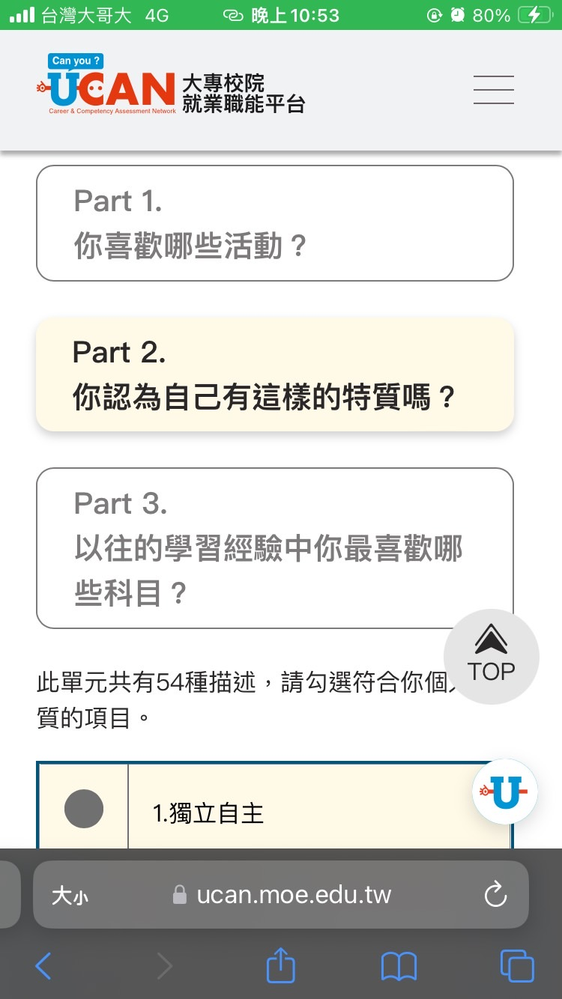 台灣大哥大 4G 晚上10:53 80%
Can you ?
UCAN
Career & Competency Assessment Network
大專校院
就業職能平台
Part 1.
你喜歡哪些活動？
Part 2.
你認為自己有這樣的特質嗎？
Part 3.
以往的學習經驗中你最喜歡哪
些科目？
TOP
此單元共有54種描述，請勾選符合你個
質的項目。
U
1.獨立自主
大小 ucan.moe.edu.tw